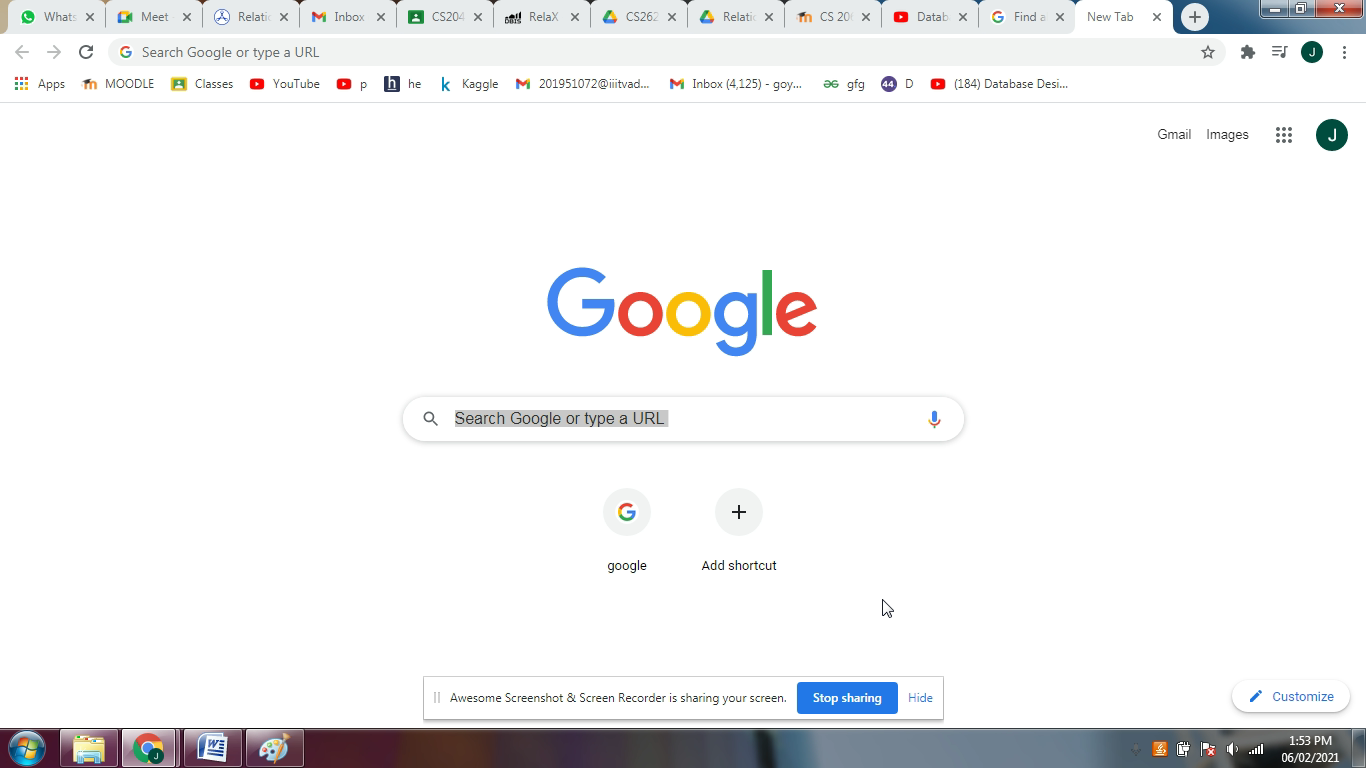 Whats Meet Relati Inbox CS204 RelaX CS262 Relati CS 20 Datab Find a New Tab
Search Google or type a URL
Apps MOODLE Classes YouTube p he Kaggle 201951072@iiitvad... Inbox (4,125) - goy... gfg 44 D (184) Database Desi...
Gmail Images J
Google
Search Google or type a URL
google Add shortcut
Awesome Screenshot & Screen Recorder is sharing your screen. Stop sharing Hide
Customize
1:53 PM
06/02/2021